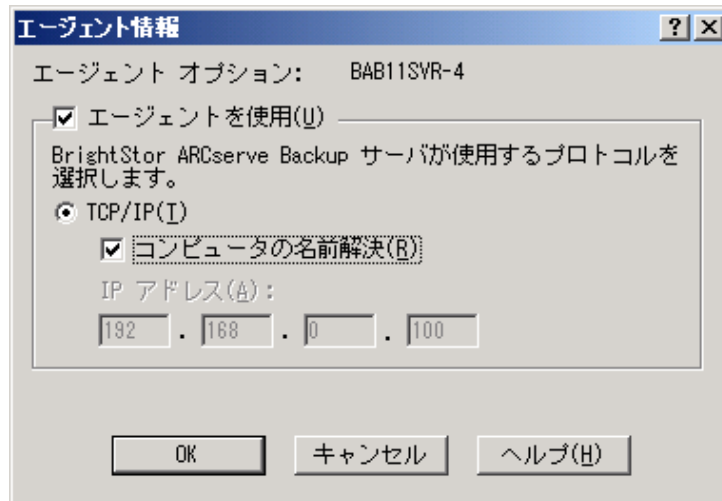 エージェント情報
エージェント オプション: BAB11SVR-4
エージェントを使用(U)
BrightStor ARCserve Backup サーバが使用するプロトコルを
選択します。
TCP/IP(T)
コンピュータの名前解決(R)
IP アドレス(A):
192 . 168 . 0 . 100
OK キャンセル ヘルプ(H)